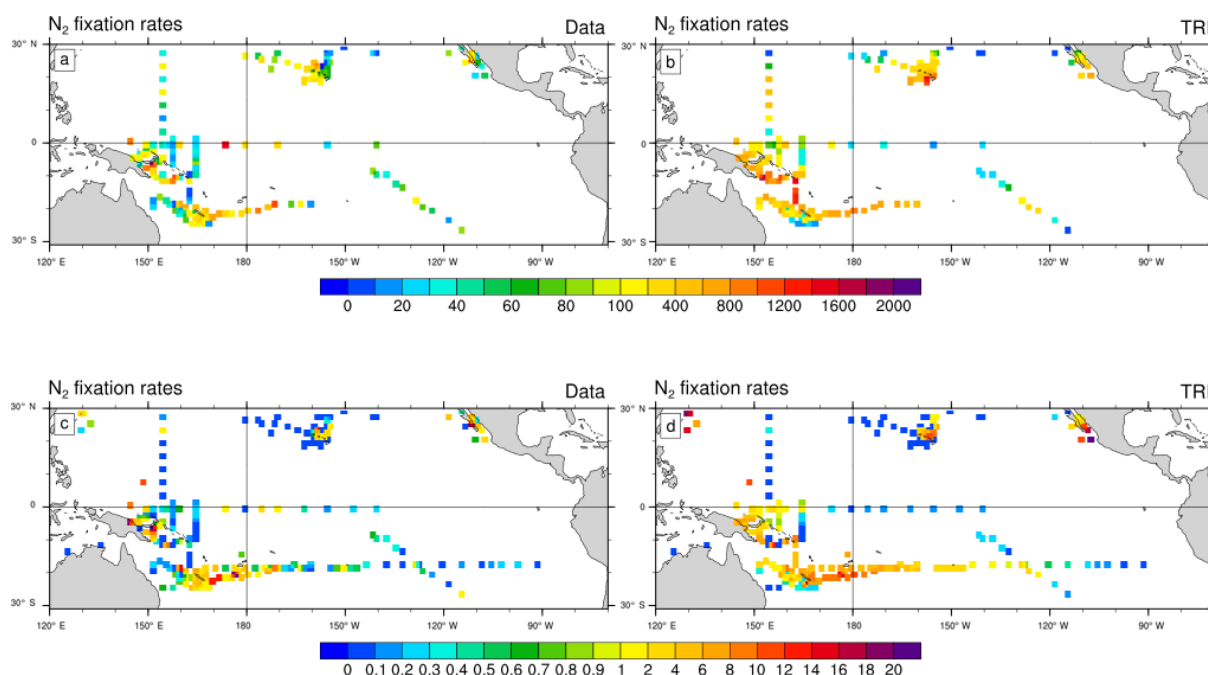 N₂ fixation rates Data N₂ fixation rates TRI
30° N a 30° N b
0 0
30° S 30° S
120° E 150° E 180 150° W 120° W 90° W 120° E 150° E 180 150° W 120° W 90° W
0 20 40 60 80 100 400 800 1200 1600 2000
N₂ fixation rates Data N₂ fixation rates TRI
30° N c 30° N d
0 0
30° S 30° S
120° E 150° E 180 150° W 120° W 90° W 120° E 150° E 180 150° W 120° W 90° W
0 0.1 0.2 0.3 0.4 0.5 0.6 0.7 0.8 0.9 1 2 4 6 8 10 12 14 16 20